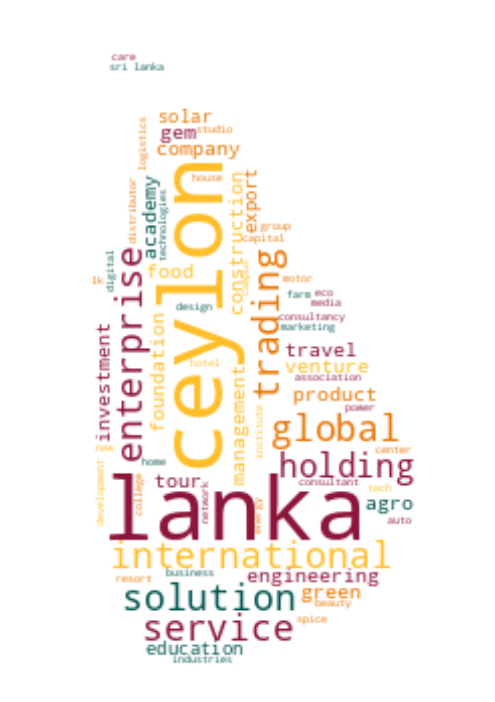 care
sri lanka
solar
gem
studio
company
logistics
house
academy
technologies
distributor
ceylon
construction
export
group
capital
digital
lk
food
enterprise
trading
motor
farm
eco
media
design
consultancy
marketing
investment
foundation
travel
hotel
venture
association
management
product
power
institute
global
center
home
holding
development
college
tour
network
consultant
tech
lanka
energy
agro
auto
international
resort
business
engineering
solution
green
beauty
service
spice
education
industries